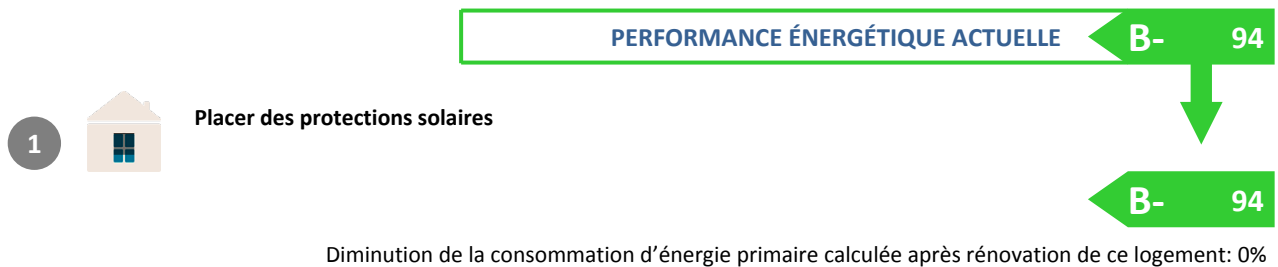 PERFORMANCE ÉNERGÉTIQUE ACTUELLE B- 94
1 Placer des protections solaires
B- 94
Diminution de la consommation d’énergie primaire calculée après rénovation de ce logement: 0%